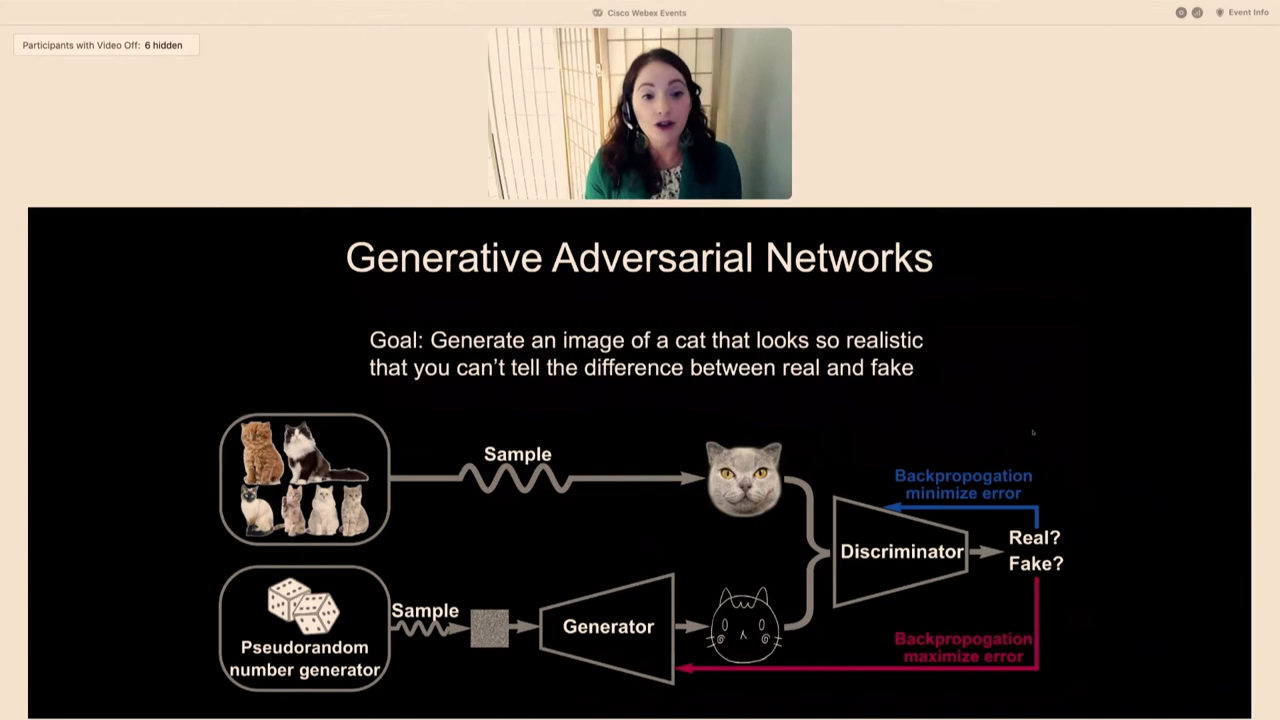 Cisco Webex Events
Event Info
Participants with Video Off: 6 hidden
Generative Adversarial Networks
Goal: Generate an image of a cat that looks so realistic
that you can't tell the difference between real and fake
Sample
Backpropogation
minimize error
Discriminator
Real?
Fake?
Sample
Generator
Pseudorandom
number generator
Backpropogation
maximize error